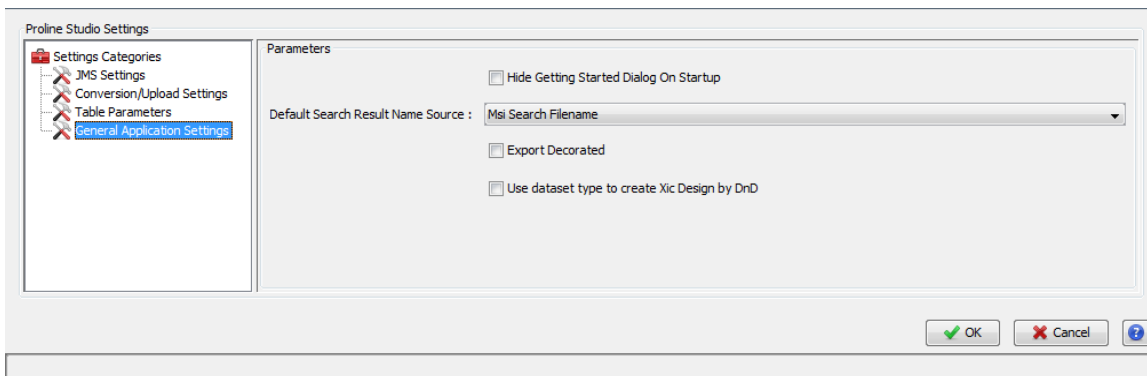 Proline Studio Settings
Settings Categories
JMS Settings
Conversion/Upload Settings
Table Parameters
General Application Settings
Parameters
Hide Getting Started Dialog On Startup
Default Search Result Name Source : Msi Search Filename
Export Decorated
Use dataset type to create Xic Design by DnD
OK Cancel ?